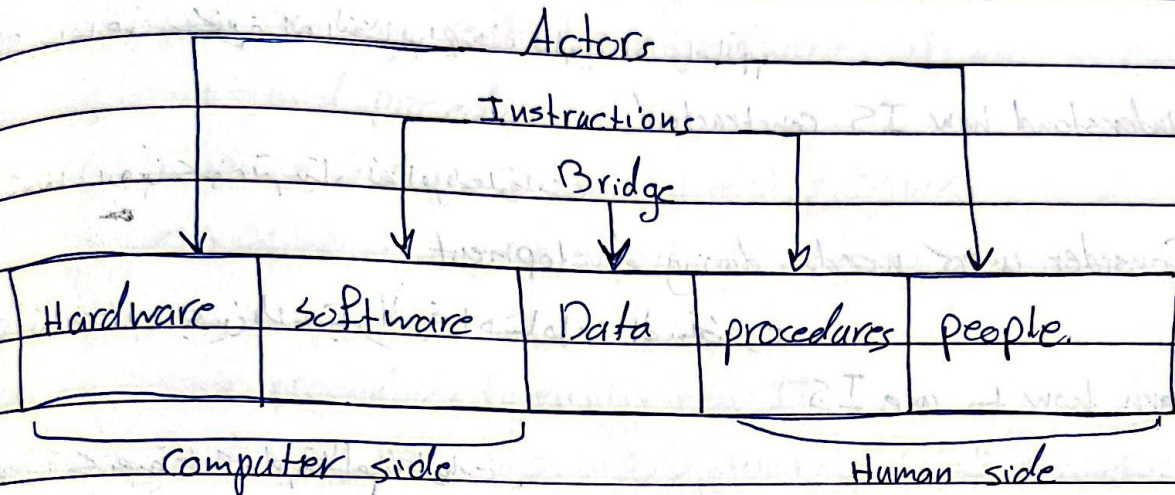 Actors
Instructions
Bridge
Hardware software Data procedures people.
computer side Human side